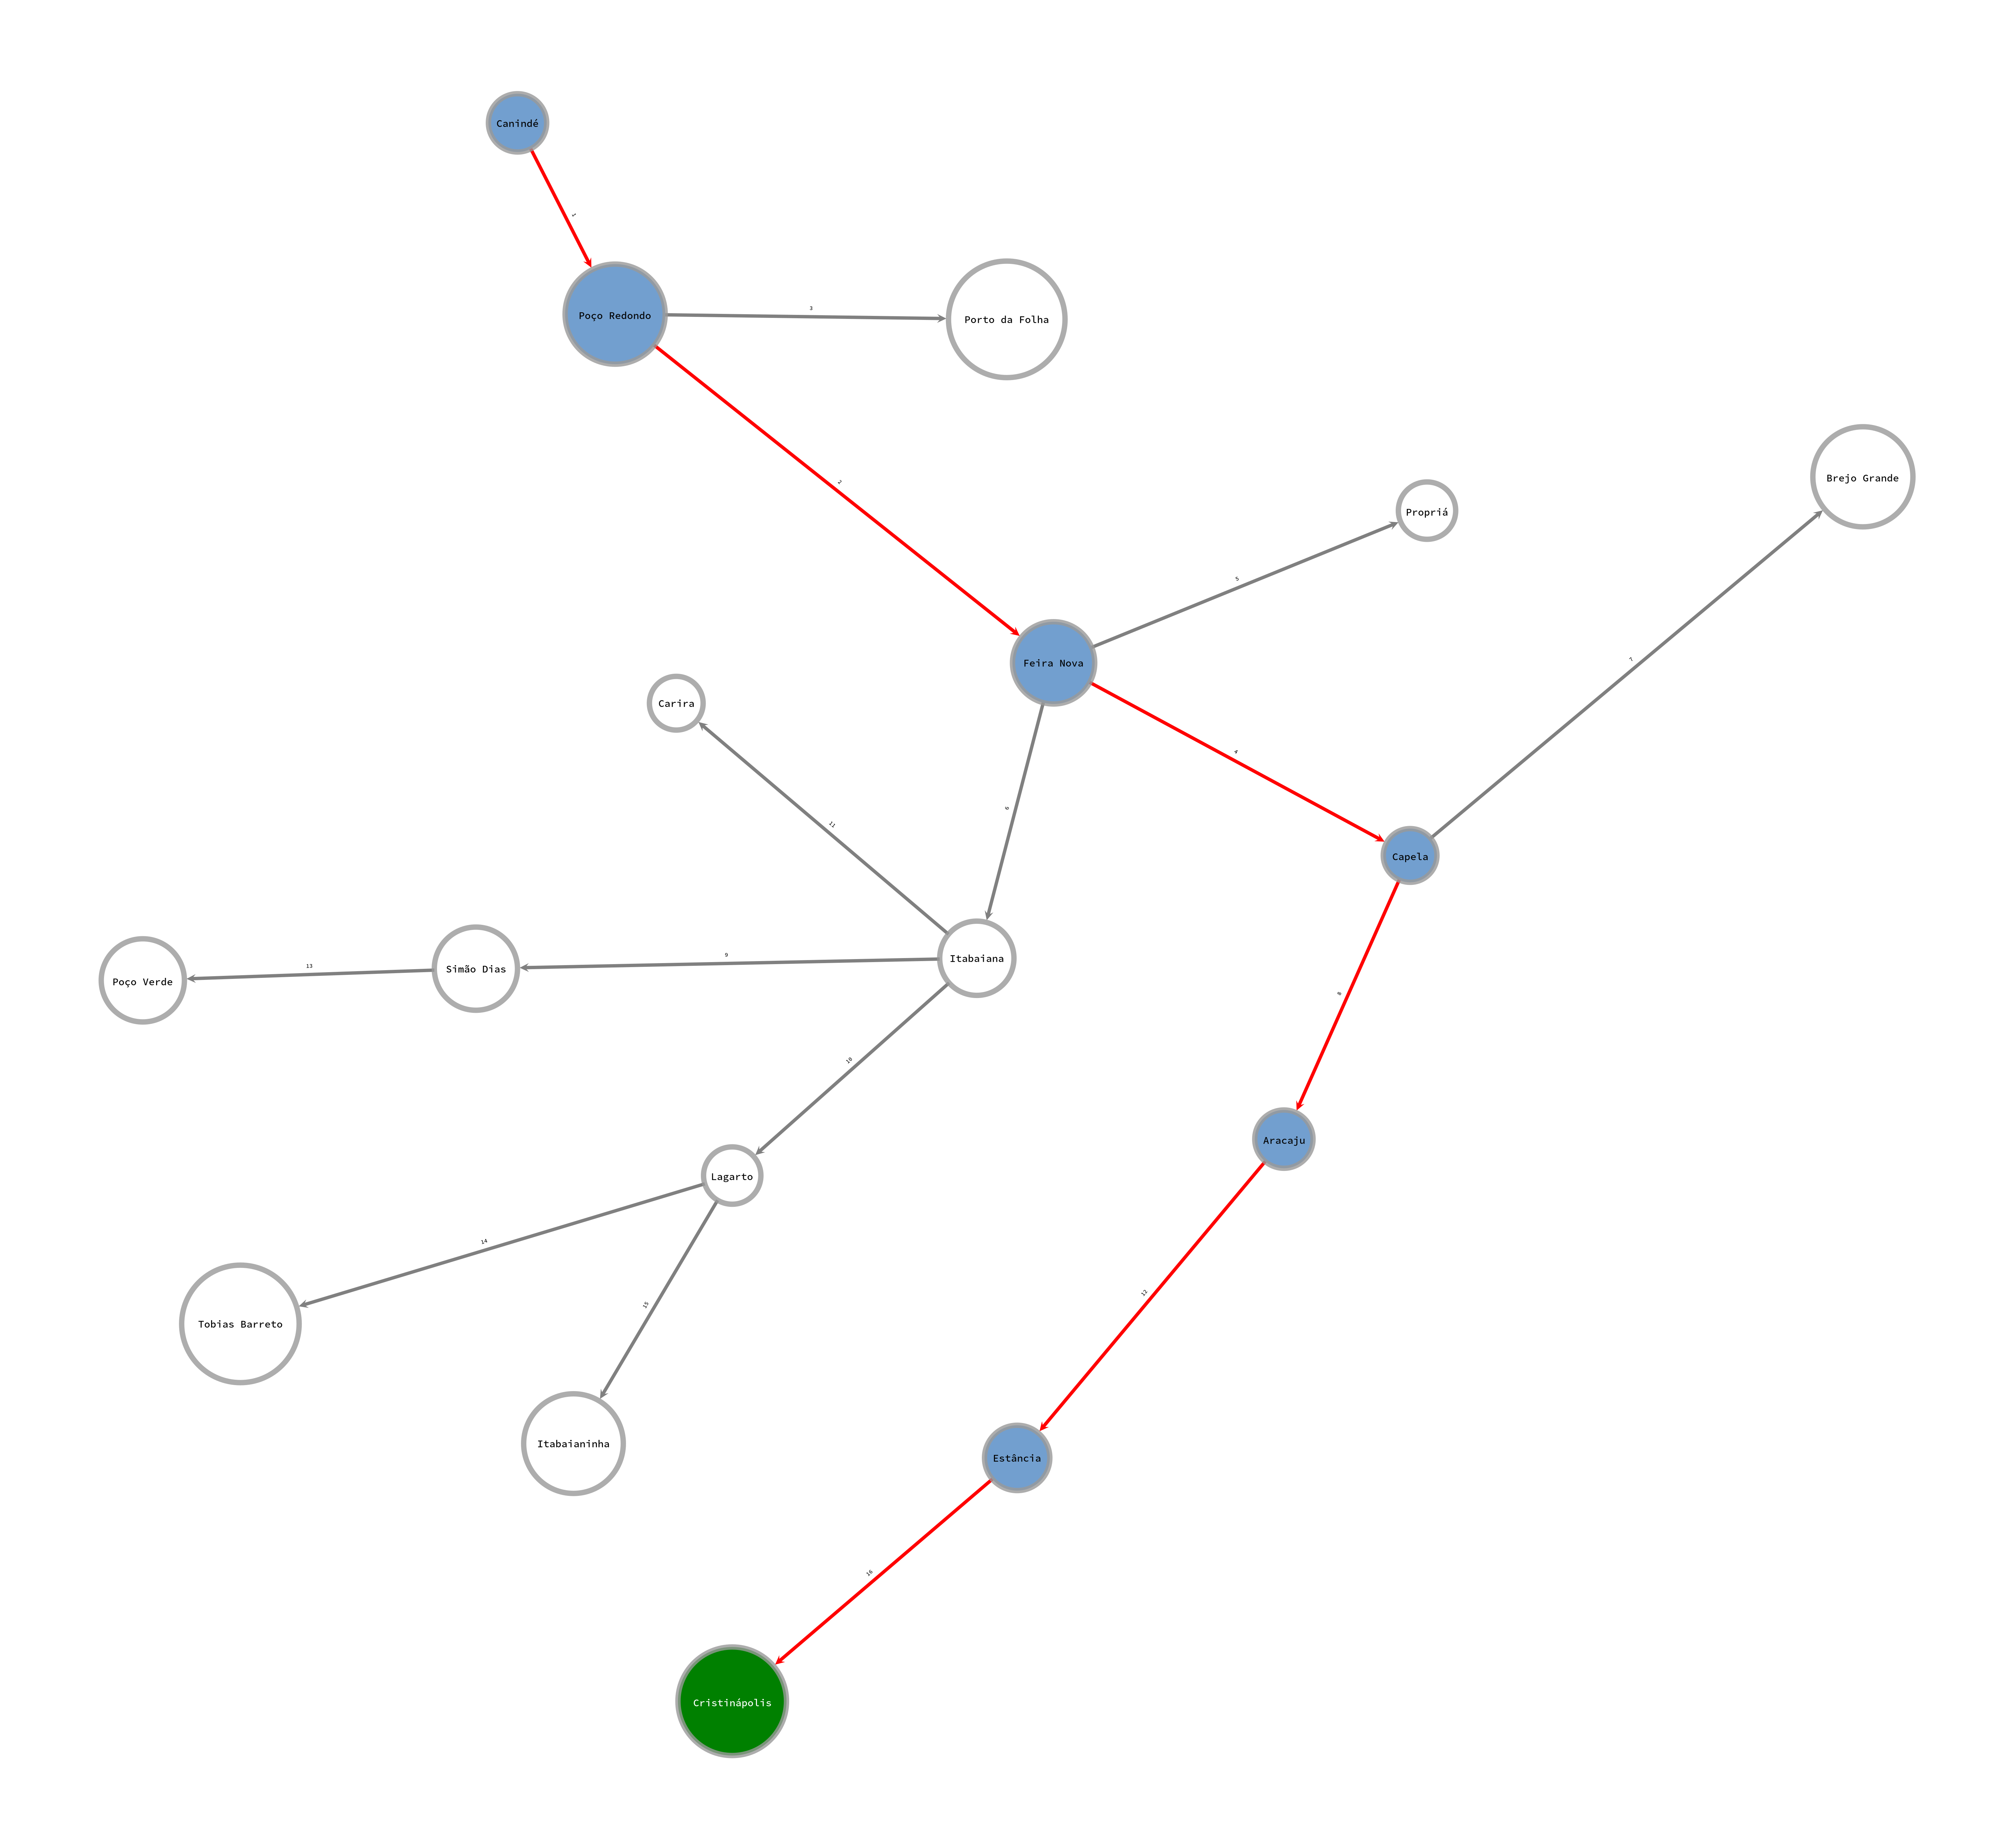 Canindé
1
Poço Redondo
3
Porto da Folha
2
Brejo Grande
Propriá
5
7
Feira Nova
Carira
4
6
11
Capela
9
Itabaiana
13
Simão Dias
Poço Verde
8
10
Aracaju
Lagarto
14
12
15
Tobias Barreto
Itabaianinha
Estância
16
Cristinápolis